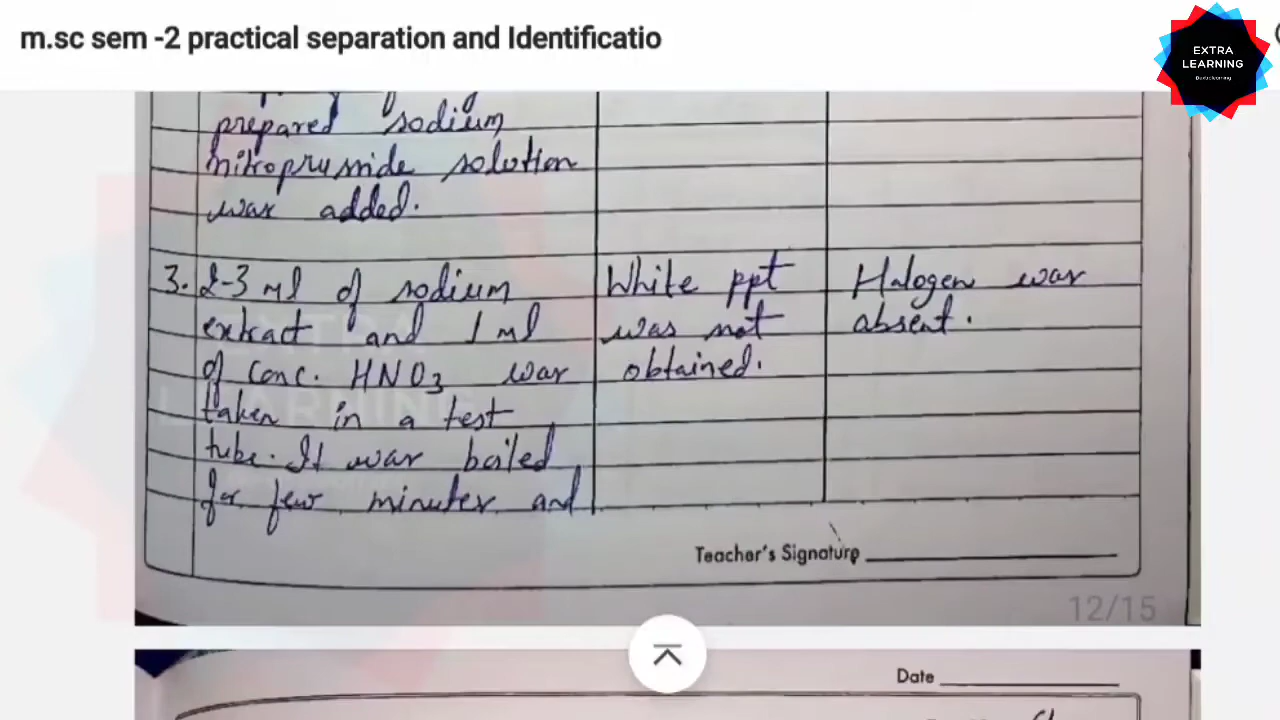 m.sc sem -2 practical separation and Identificatio
EXTRA
LEARNING
prepared sodium
nitroprusside solution
was added.
3. 2-3 ml of sodium White ppt Halogen was
extract and 1 ml was not absent.
of conc. HNO3 was obtained.
taken in a test
tube. It was boiled
for few minutes and
Teacher's Signature
12/15
Date